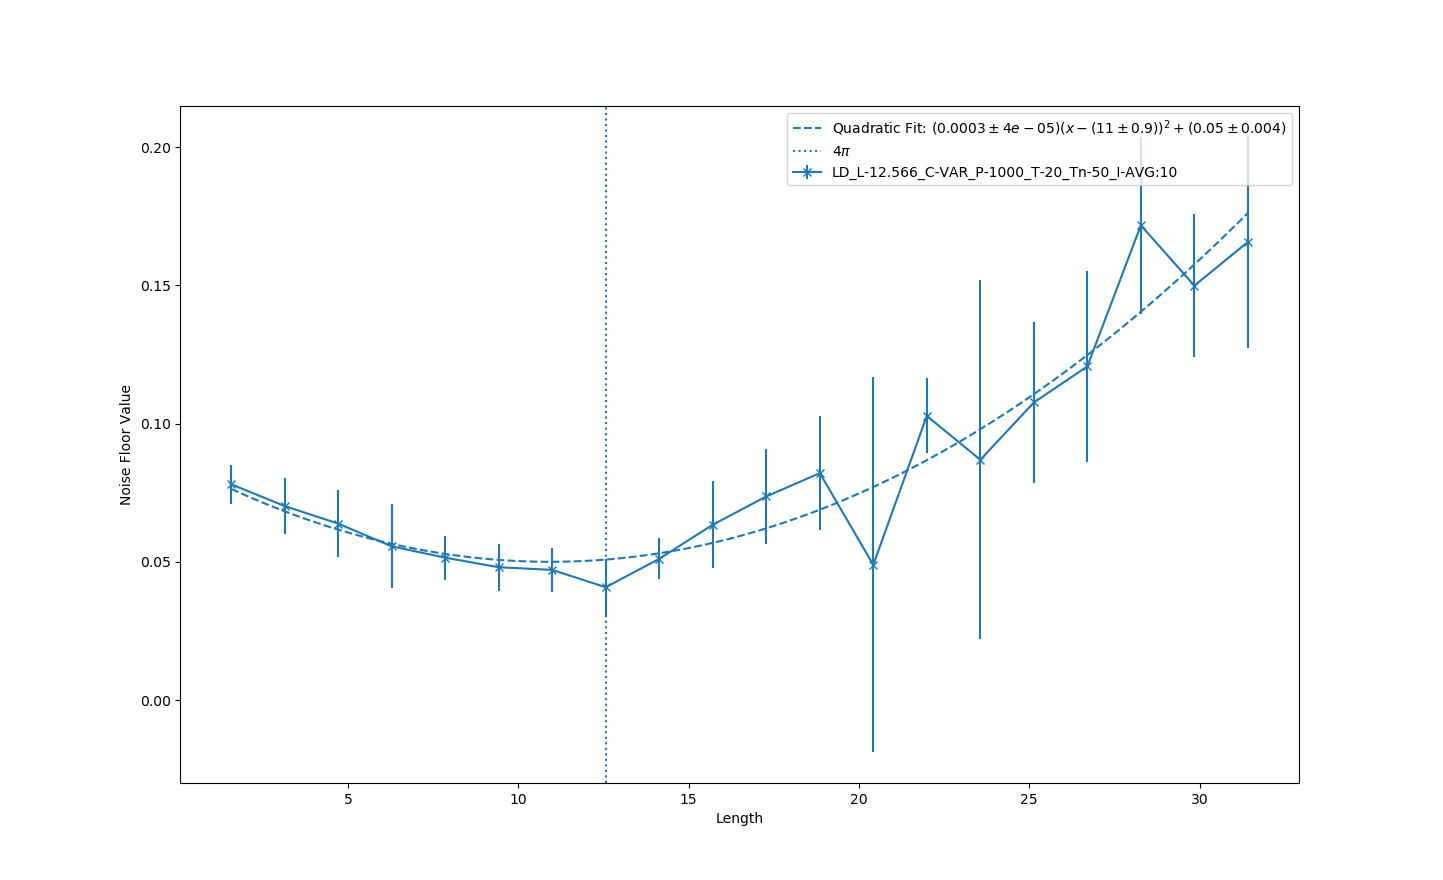 Quadratic Fit: (0.0003 ± 4e − 05)(x − (11 ± 0.9))² + (0.05 ± 0.004)
4π
LD_L-12.566_C-VAR_P-1000_T-20_Tn-50_I-AVG:10
0.20
0.15
0.10
0.05
0.00
Noise Floor Value
5 10 15 20 25 30
Length